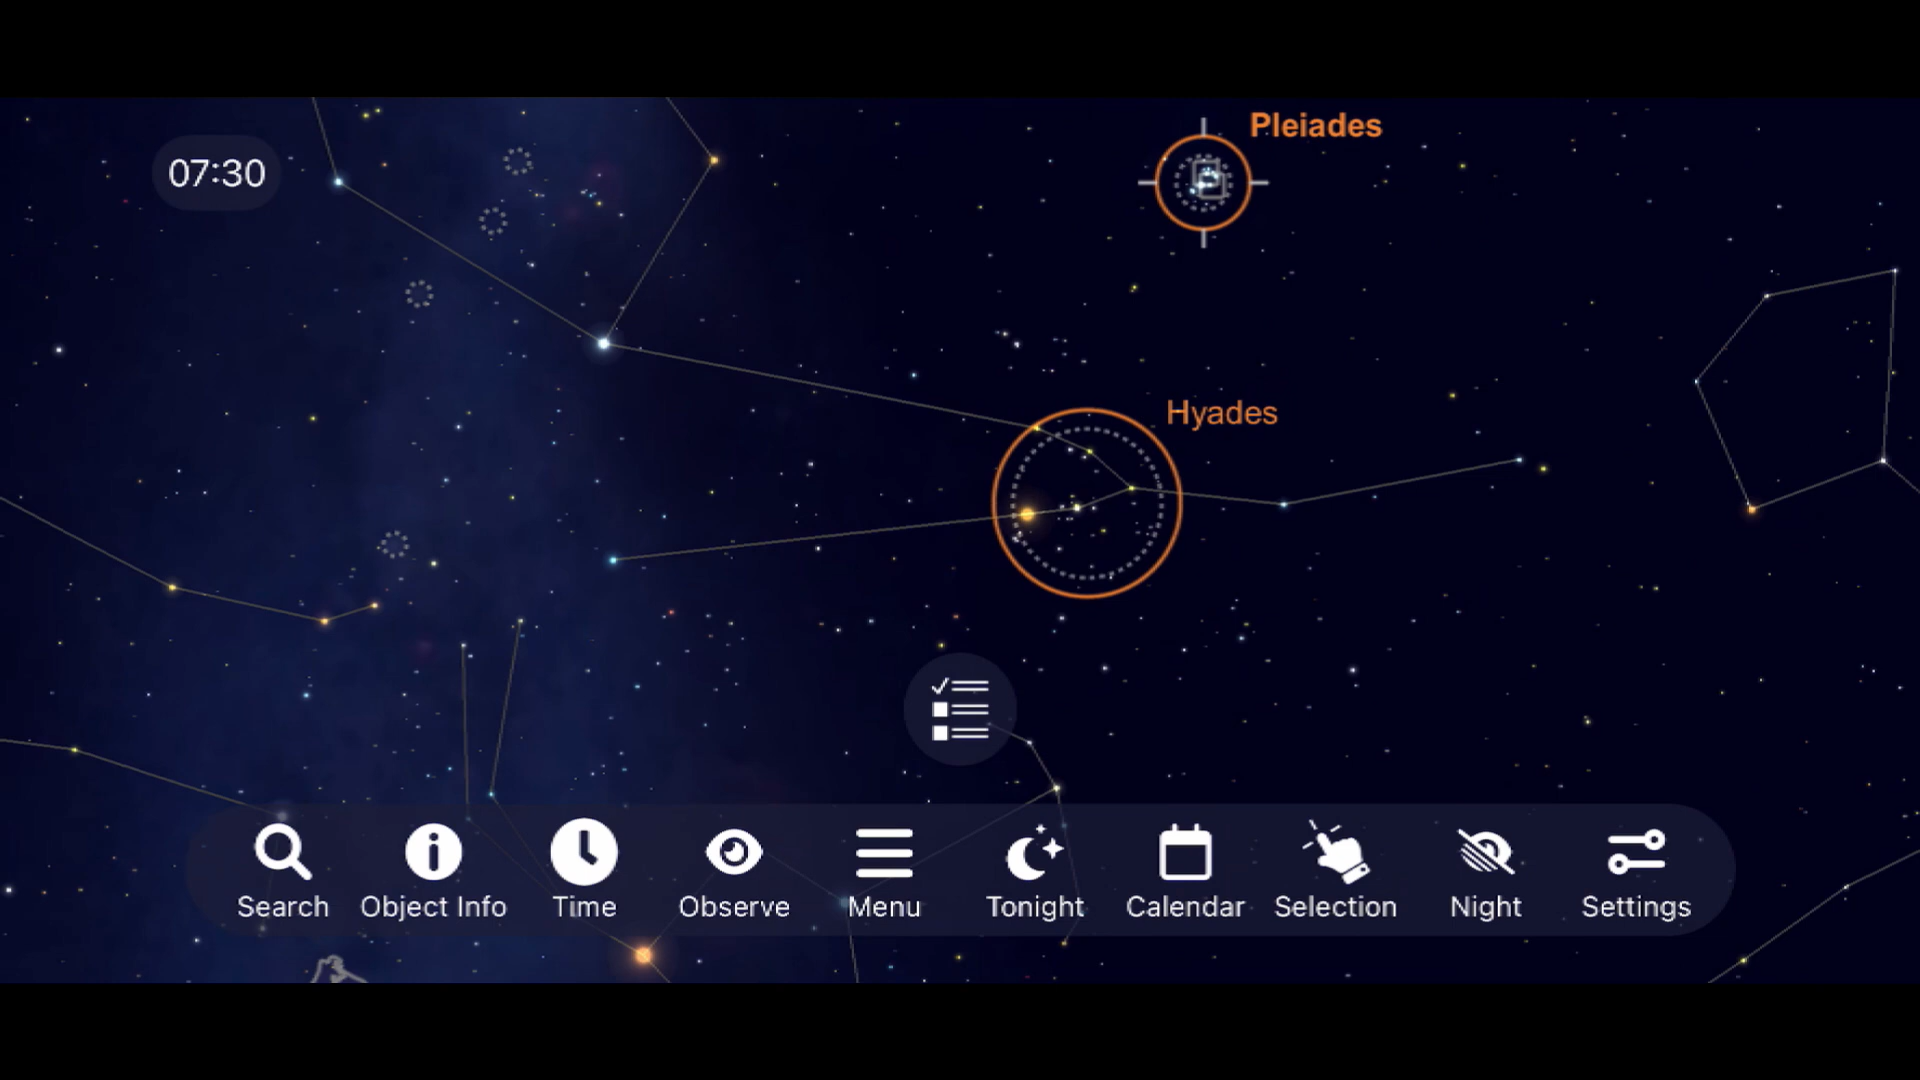 Pleiades
07:30
Hyades
Search
Object Info
Time
Observe
Menu
Tonight
Calendar
Selection
Night
Settings